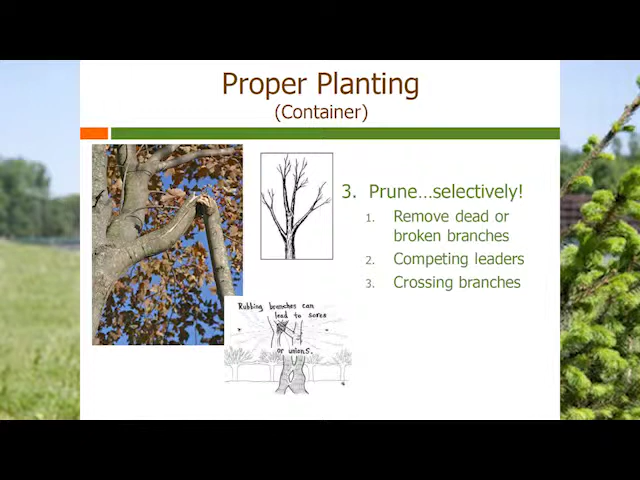 Proper Planting
(Container)
3. Prune…selectively!
1. Remove dead or
broken branches
2. Competing leaders
3. Crossing branches
Rubbing branches can
lead to sores
or unions.